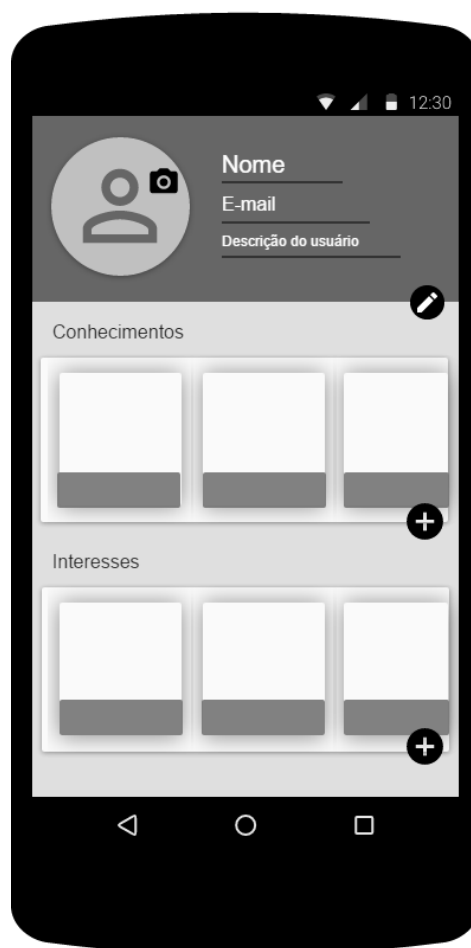 12:30
Nome
E-mail
Descrição do usuário
Conhecimentos
Interesses